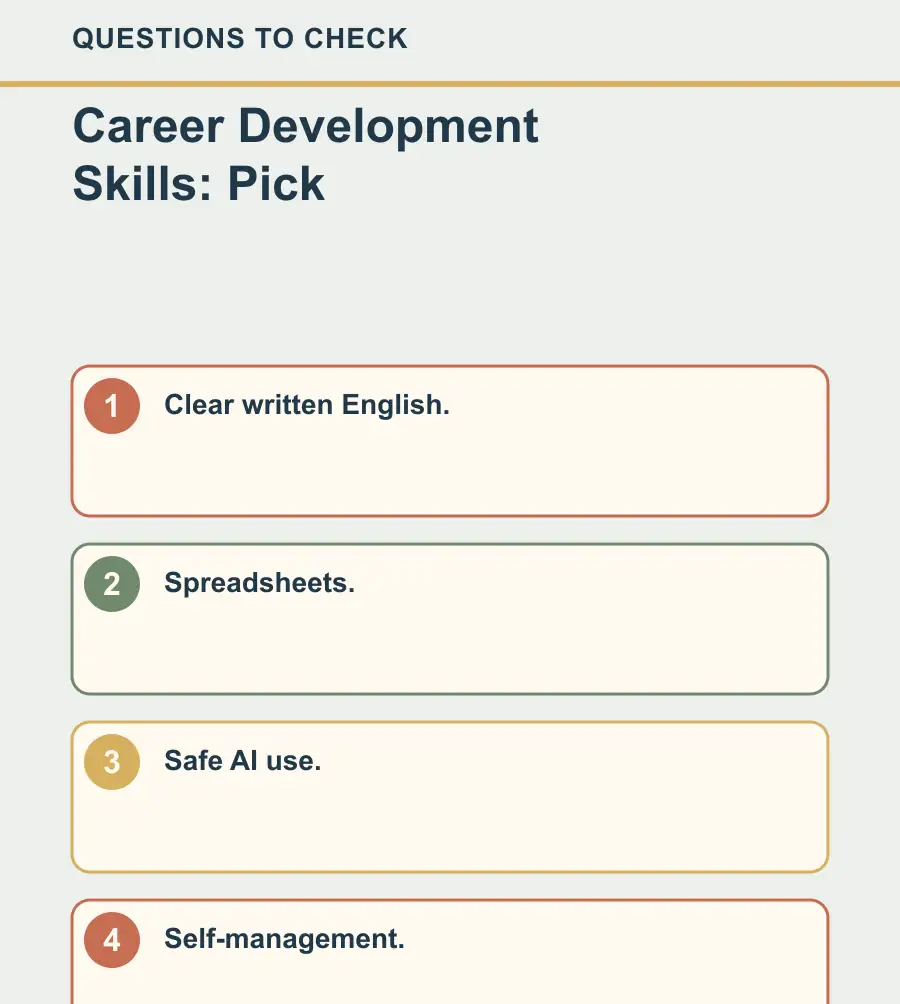 QUESTIONS TO CHECK
Career Development
Skills: Pick
1 Clear written English.
2 Spreadsheets.
3 Safe AI use.
4 Self-management.